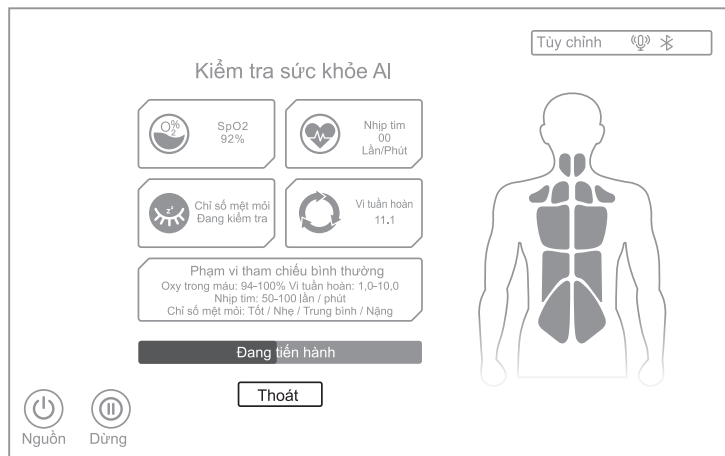 Tùy chỉnh
Kiểm tra sức khỏe AI
O₂%
SpO2
92%
Nhịp tim
00
Lần/Phút
zz
Chỉ số mệt mỏi
Đang kiểm tra
Vi tuần hoàn
11.1
Phạm vi tham chiếu bình thường
Oxy trong máu: 94-100% Vi tuần hoàn: 1,0-10,0
Nhịp tim: 50-100 lần / phút
Chỉ số mệt mỏi: Tốt / Nhẹ / Trung bình / Nặng
Đang tiến hành
Thoát
Nguồn
Dừng